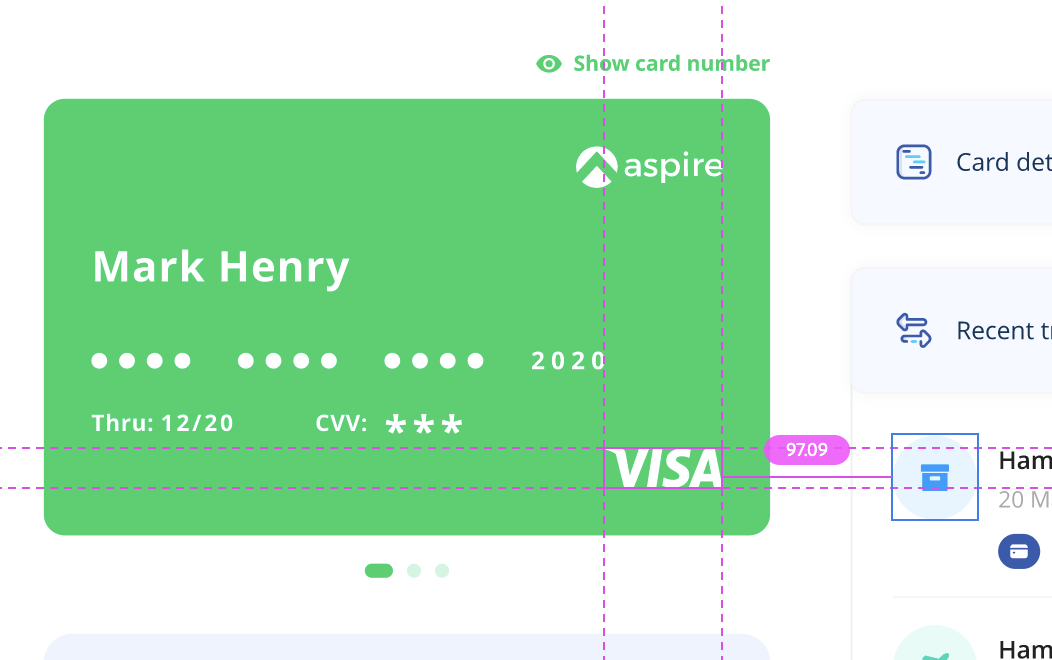 Show card number
aspire
Mark Henry
2020
Thru: 12/20 CVV: ***
VISA
97.09
Card det
Recent t
Ham
20 M
Ham